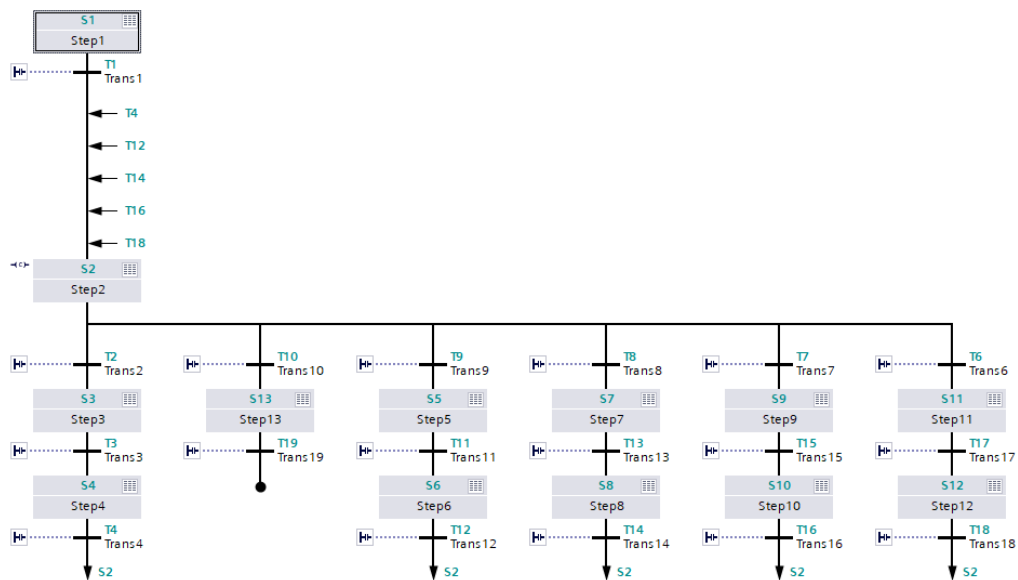 S1
Step1
T1
Trans1
T4
T12
T14
T16
T18
S2
Step2
T2 T10 T9 T8 T7 T6
Trans2 Trans10 Trans9 Trans8 Trans7 Trans6
S3 S13 S5 S7 S9 S11
Step3 Step13 Step5 Step7 Step9 Step11
T3 T19 T11 T13 T15 T17
Trans3 Trans19 Trans11 Trans13 Trans15 Trans17
S4 S6 S8 S10 S12
Step4 Step6 Step8 Step10 Step12
T4 T12 T14 T16 T18
Trans4 Trans12 Trans14 Trans16 Trans18
S2 S2 S2 S2 S2